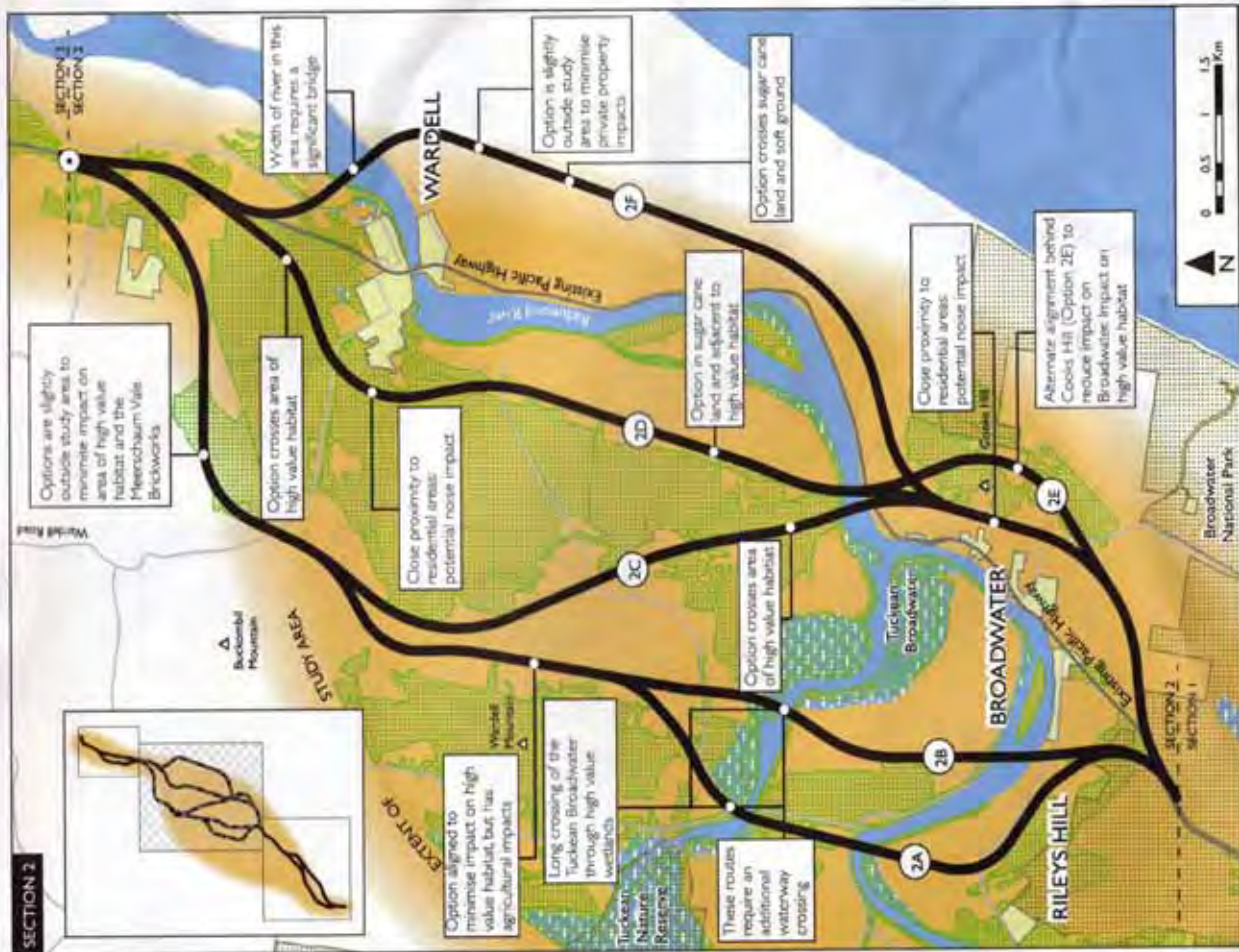 SECTION 2
SECTION 3
SECTION 2
Width of river in this
area requires a
significant bridge
WARDELL
Option is slightly
outside study
area to minimise
private property
impacts
Option crosses sugar cane
land and soft ground
2F
Options are slightly
outside study area to
minimise impact on
area of high value
habitat and the
Meerschaum Vale
Brickworks
Wardell Road
Option crosses area of
high value habitat
Existing Pacific Highway
Richmond River
Close proximity to
residential areas:
potential noise impact
2D
Option in sugar cane
land and adjacent to
high value habitat
2C
Buckombil
Mountain
EXTENT OF
STUDY AREA
Wardell
Mountain
Option aligned to
minimise impact on high
value habitat, but has
agricultural impacts
Long crossing of the
Tuckean Broadwater
through high value
wetlands
Option crosses area
of high value habitat
Tuckean
Broadwater
Close proximity to
residential areas:
potential noise impact
Cooks Hill
Alternate alignment behind
Cooks Hill (Option 2E) to
reduce impact on
Broadwater. Impact on
high value habitat
2E
BROADWATER
Existing Pacific Highway
Broadwater
National Park
Tuckean
Nature
Reserve
These routes
require an
additional
waterway
crossing
2B
2A
RILEYS HILL
SECTION 2
SECTION 1
N
0 0.5 1 1.5
Km